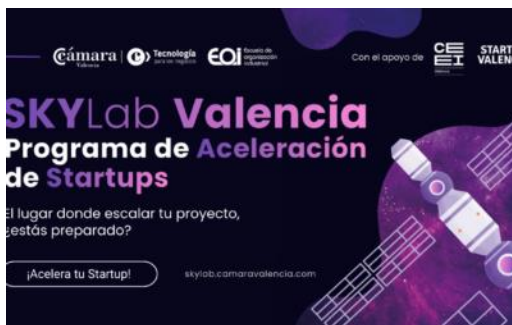 Cámara
Valencia
Tecnología
para los negocios
EOi
escuela de
organización
industrial
Con el apoyo de
CE
EI
START
VALEN
SKYLab Valencia
Programa de Aceleración
de Startups
El lugar donde escalar tu proyecto,
¿estás preparado?
¡Acelera tu Startup!
skylab.camaravalencia.com